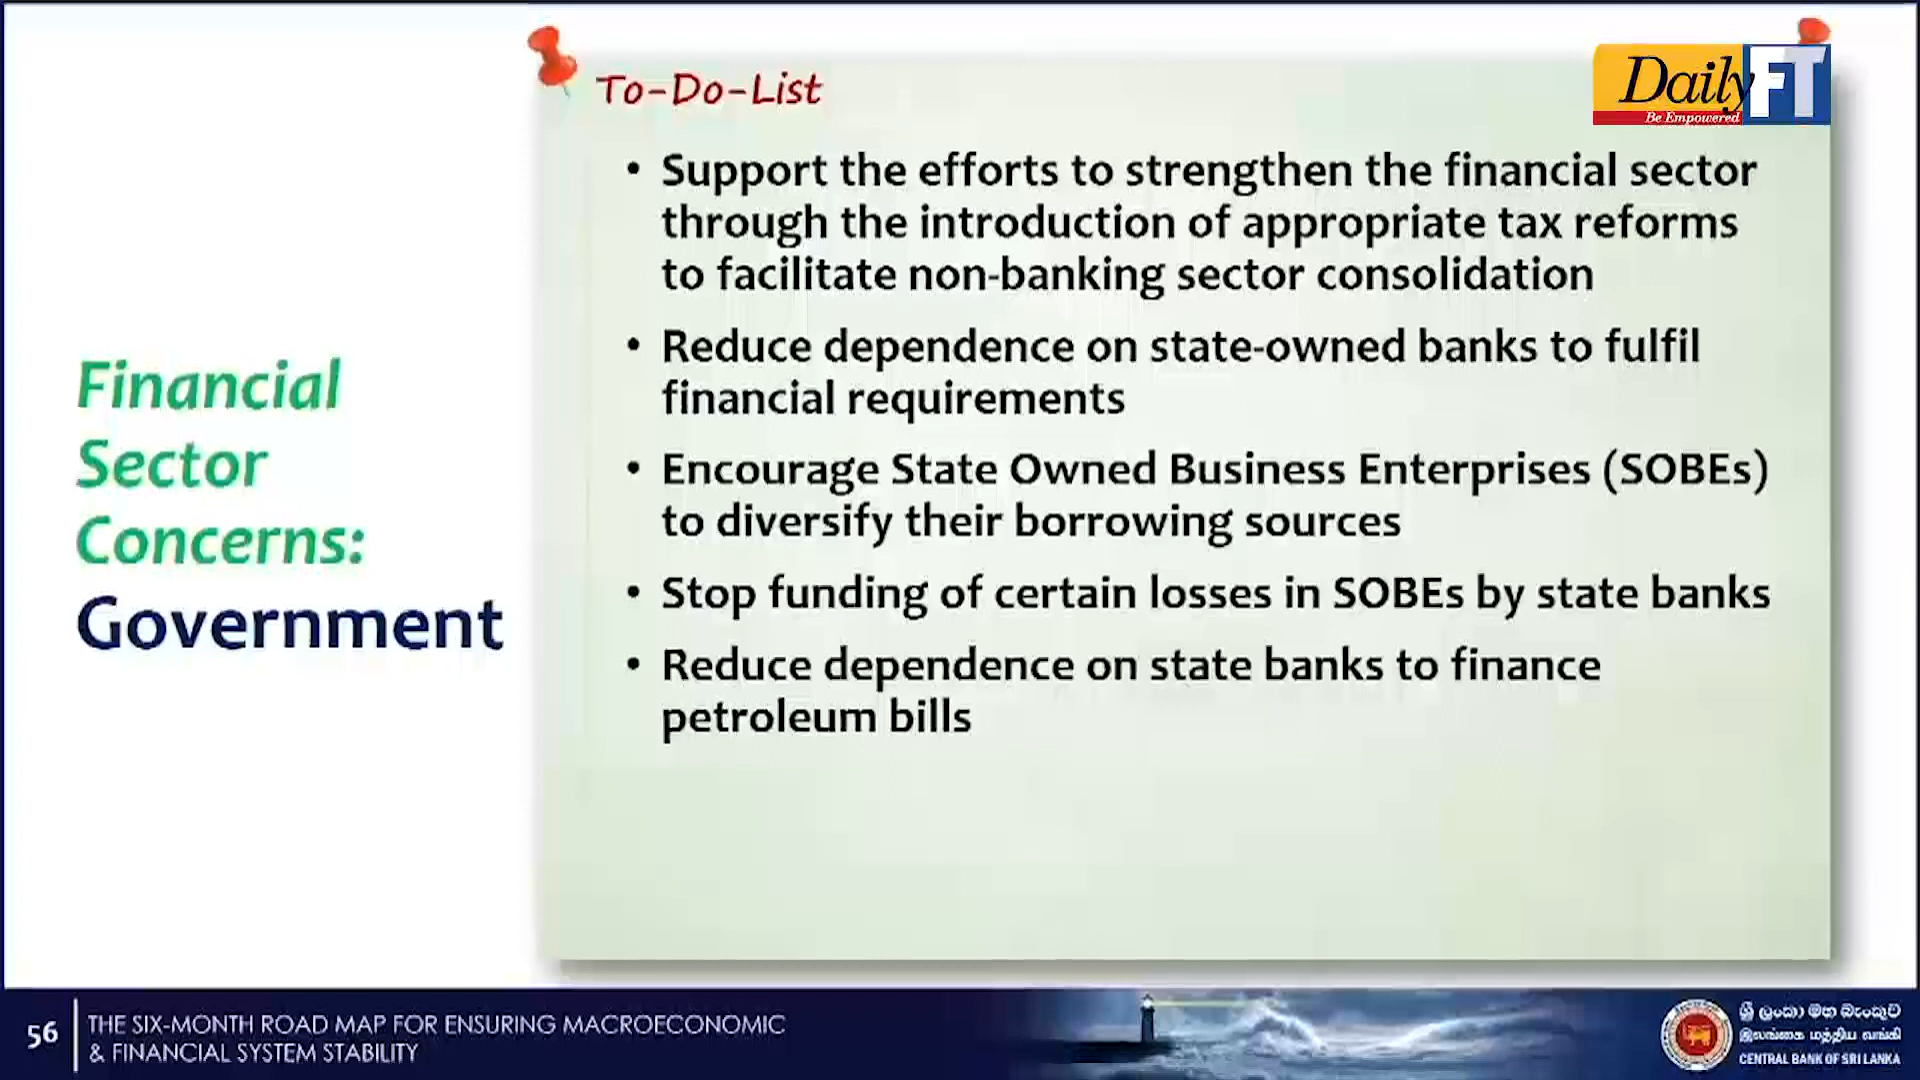 Financial
Sector
Concerns:
Government
To-Do-List
Daily FT
Be Empowered
• Support the efforts to strengthen the financial sector
through the introduction of appropriate tax reforms
to facilitate non-banking sector consolidation
• Reduce dependence on state-owned banks to fulfil
financial requirements
• Encourage State Owned Business Enterprises (SOBEs)
to diversify their borrowing sources
• Stop funding of certain losses in SOBEs by state banks
• Reduce dependence on state banks to finance
petroleum bills
56
THE SIX-MONTH ROAD MAP FOR ENSURING MACROECONOMIC
& FINANCIAL SYSTEM STABILITY
ශ්‍රී ලංකා මහ බැංකුව
இலங்கை மத்திய வங்கி
CENTRAL BANK OF SRI LANKA